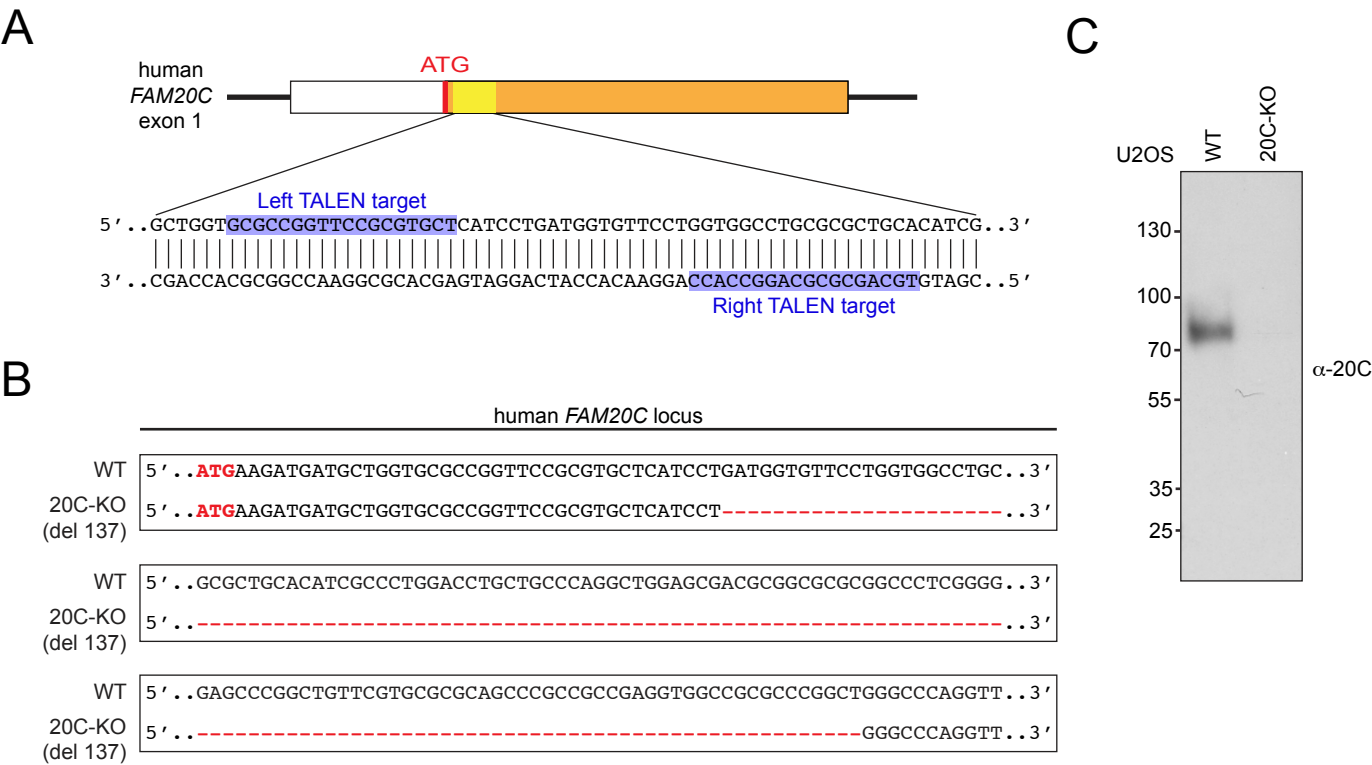 A
human
FAM20C
exon 1
ATG
Left TALEN target
5′..GCTGGTGCGCCGGTTCCGCGTGCTCATCCTGATGGTGTTCCTGGTGGCCTGCGCGCTGCACATCG..3′
3′..CGACCACGCGGCCAAGGCGCACGAGTAGGACTACCACAAGGACCACCGGACGCGCGACGTGTAGC..5′
Right TALEN target
B
human FAM20C locus
WT 5′..ATGAAGATGATGCTGGTGCGCCGGTTCCGCGTGCTCATCCTGATGGTGTTCCTGGTGGCCTGC..3′
20C-KO 5′..ATGAAGATGATGCTGGTGCGCCGGTTCCGCGTGCTCATCCT----------------------..3′
(del 137)
WT 5′..GCGCTGCACATCGCCCTGGACCTGCTGCCCAGGCTGGAGCGACGCGGCGCGCGGCCCTCGGGG..3′
20C-KO 5′..---------------------------------------------------------------..3′
(del 137)
WT 5′..GAGCCCGGCTGTTCGTGCGCGCAGCCCGCCGCCGAGGTGGCCGCGCCCGGCTGGGCCCAGGTT..3′
20C-KO 5′..----------------------------------------------------GGGCCCAGGTT..3′
(del 137)
C
U2OS
WT
20C-KO
130
100
70
55
35
25
α-20C